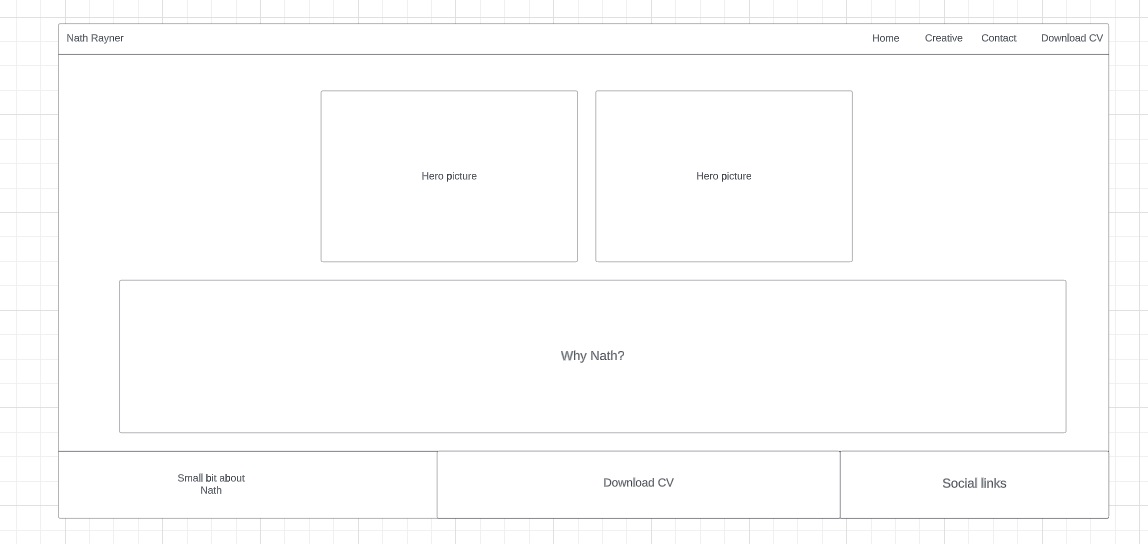 Nath Rayner
Home
Creative
Contact
Download CV
Hero picture
Hero picture
Why Nath?
Small bit about
Nath
Download CV
Social links